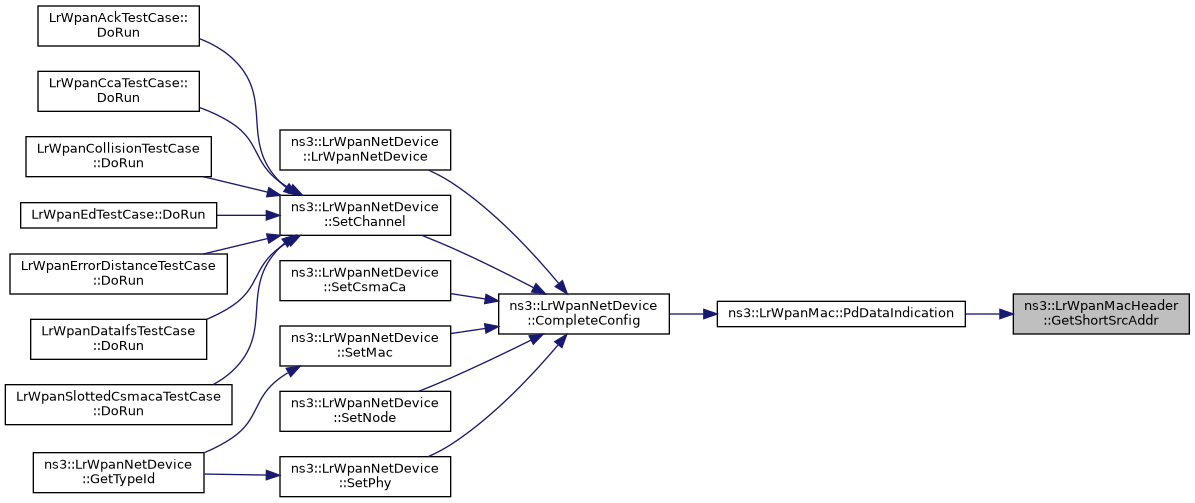 LrWpanAckTestCase::
DoRun
LrWpanCcaTestCase::
DoRun
LrWpanCollisionTestCase
::DoRun
LrWpanEdTestCase::DoRun
LrWpanErrorDistanceTestCase
::DoRun
LrWpanDataIfsTestCase
::DoRun
LrWpanSlottedCsmacaTestCase
::DoRun
ns3::LrWpanNetDevice
::GetTypeId
ns3::LrWpanNetDevice
::LrWpanNetDevice
ns3::LrWpanNetDevice
::SetChannel
ns3::LrWpanNetDevice
::SetCsmaCa
ns3::LrWpanNetDevice
::SetMac
ns3::LrWpanNetDevice
::SetNode
ns3::LrWpanNetDevice
::SetPhy
ns3::LrWpanNetDevice
::CompleteConfig
ns3::LrWpanMac::PdDataIndication
ns3::LrWpanMacHeader
::GetShortSrcAddr